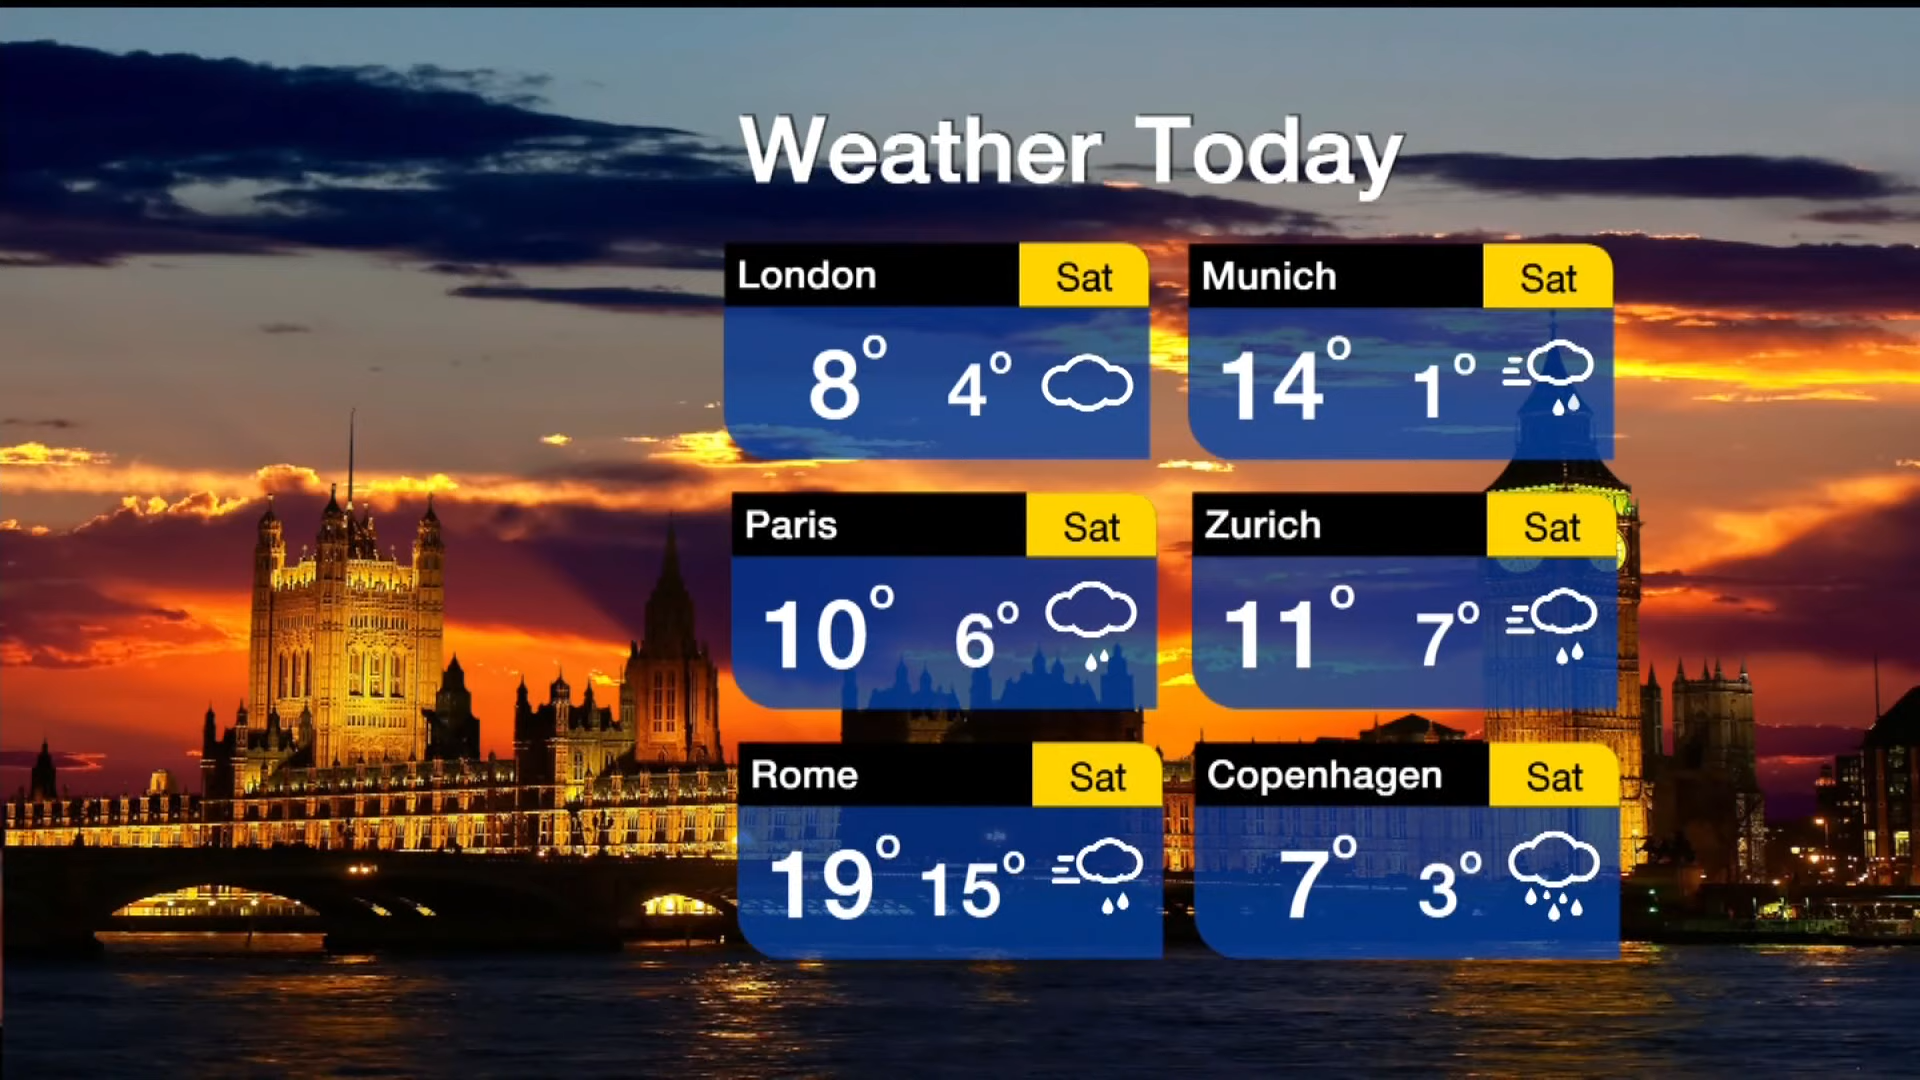 Weather Today
London Sat
8° 4°
Munich Sat
14° 1°
Paris Sat
10° 6°
Zurich Sat
11° 7°
Rome Sat
19° 15°
Copenhagen Sat
7° 3°